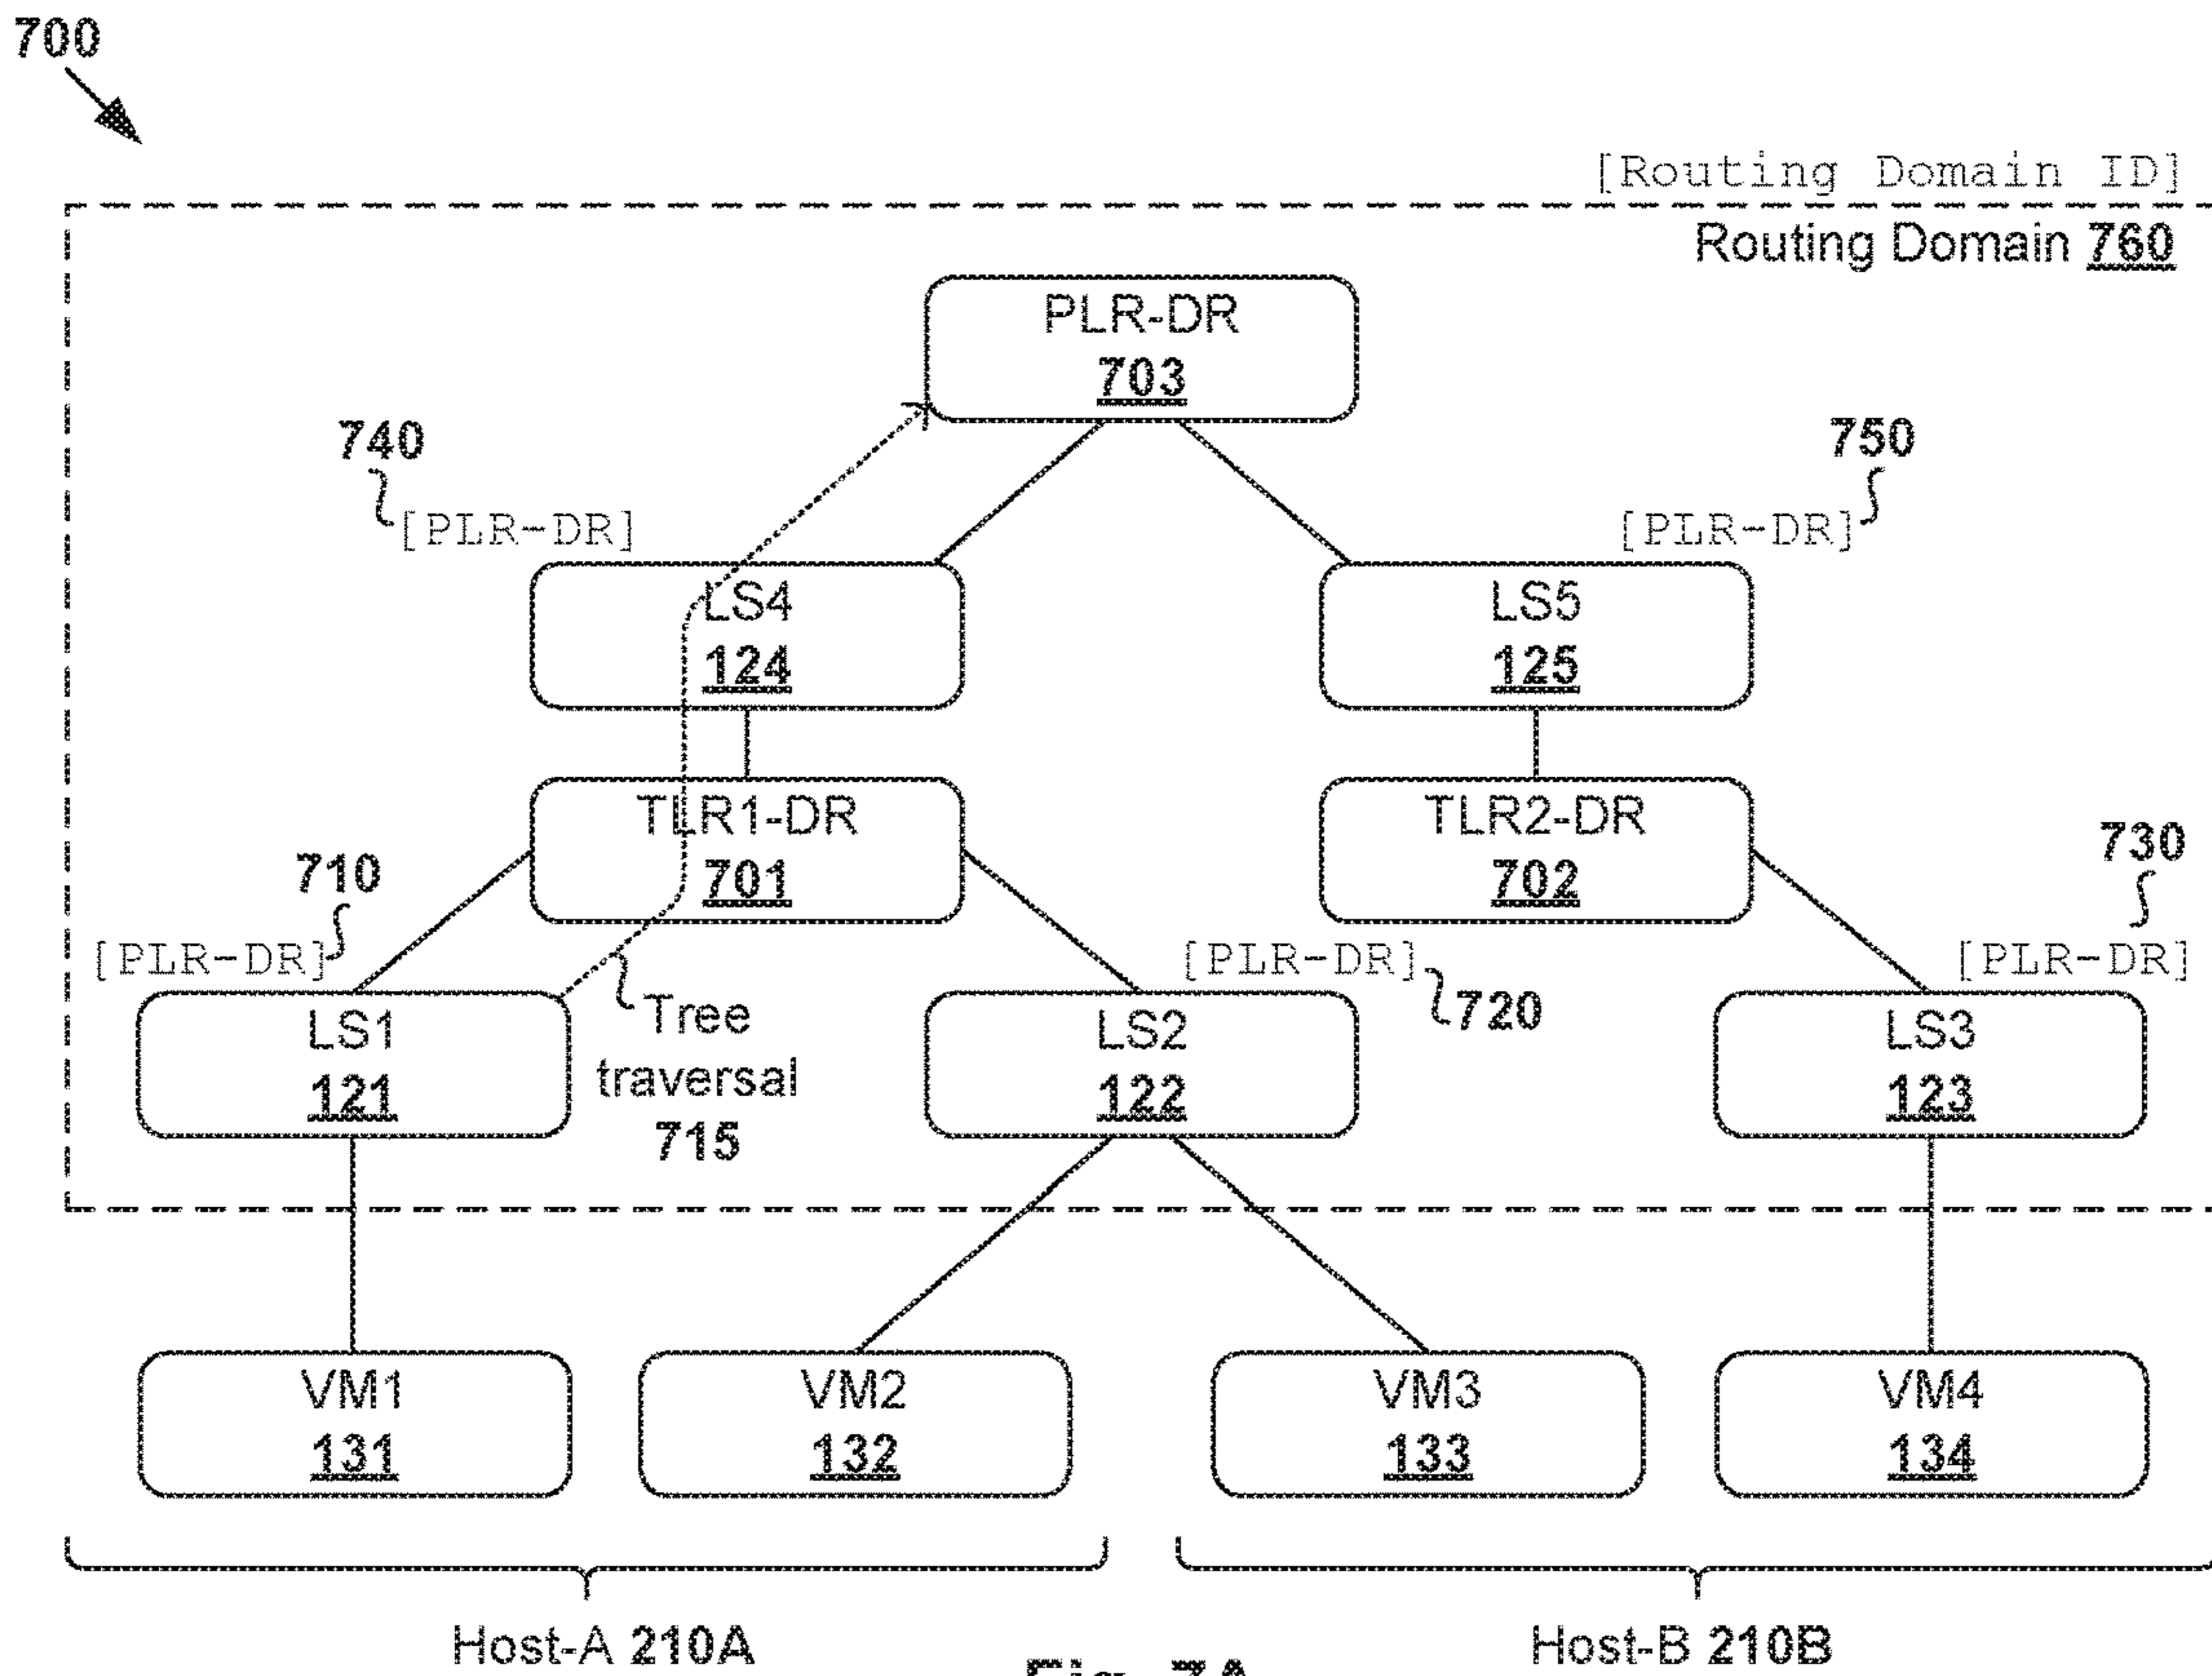 700
[Routing Domain ID]
Routing Domain 760
PLR-DR
703
740
750
[PLR-DR]
[PLR-DR]
LS4
124
LS5
125
TLR1-DR
701
TLR2-DR
702
710
730
[PLR-DR]
[PLR-DR]
[PLR-DR]
720
LS1
121
Tree
traversal
715
LS2
122
LS3
123
VM1
131
VM2
132
VM3
133
VM4
134
Host-A 210A
Host-B 210B
Fig. 7A